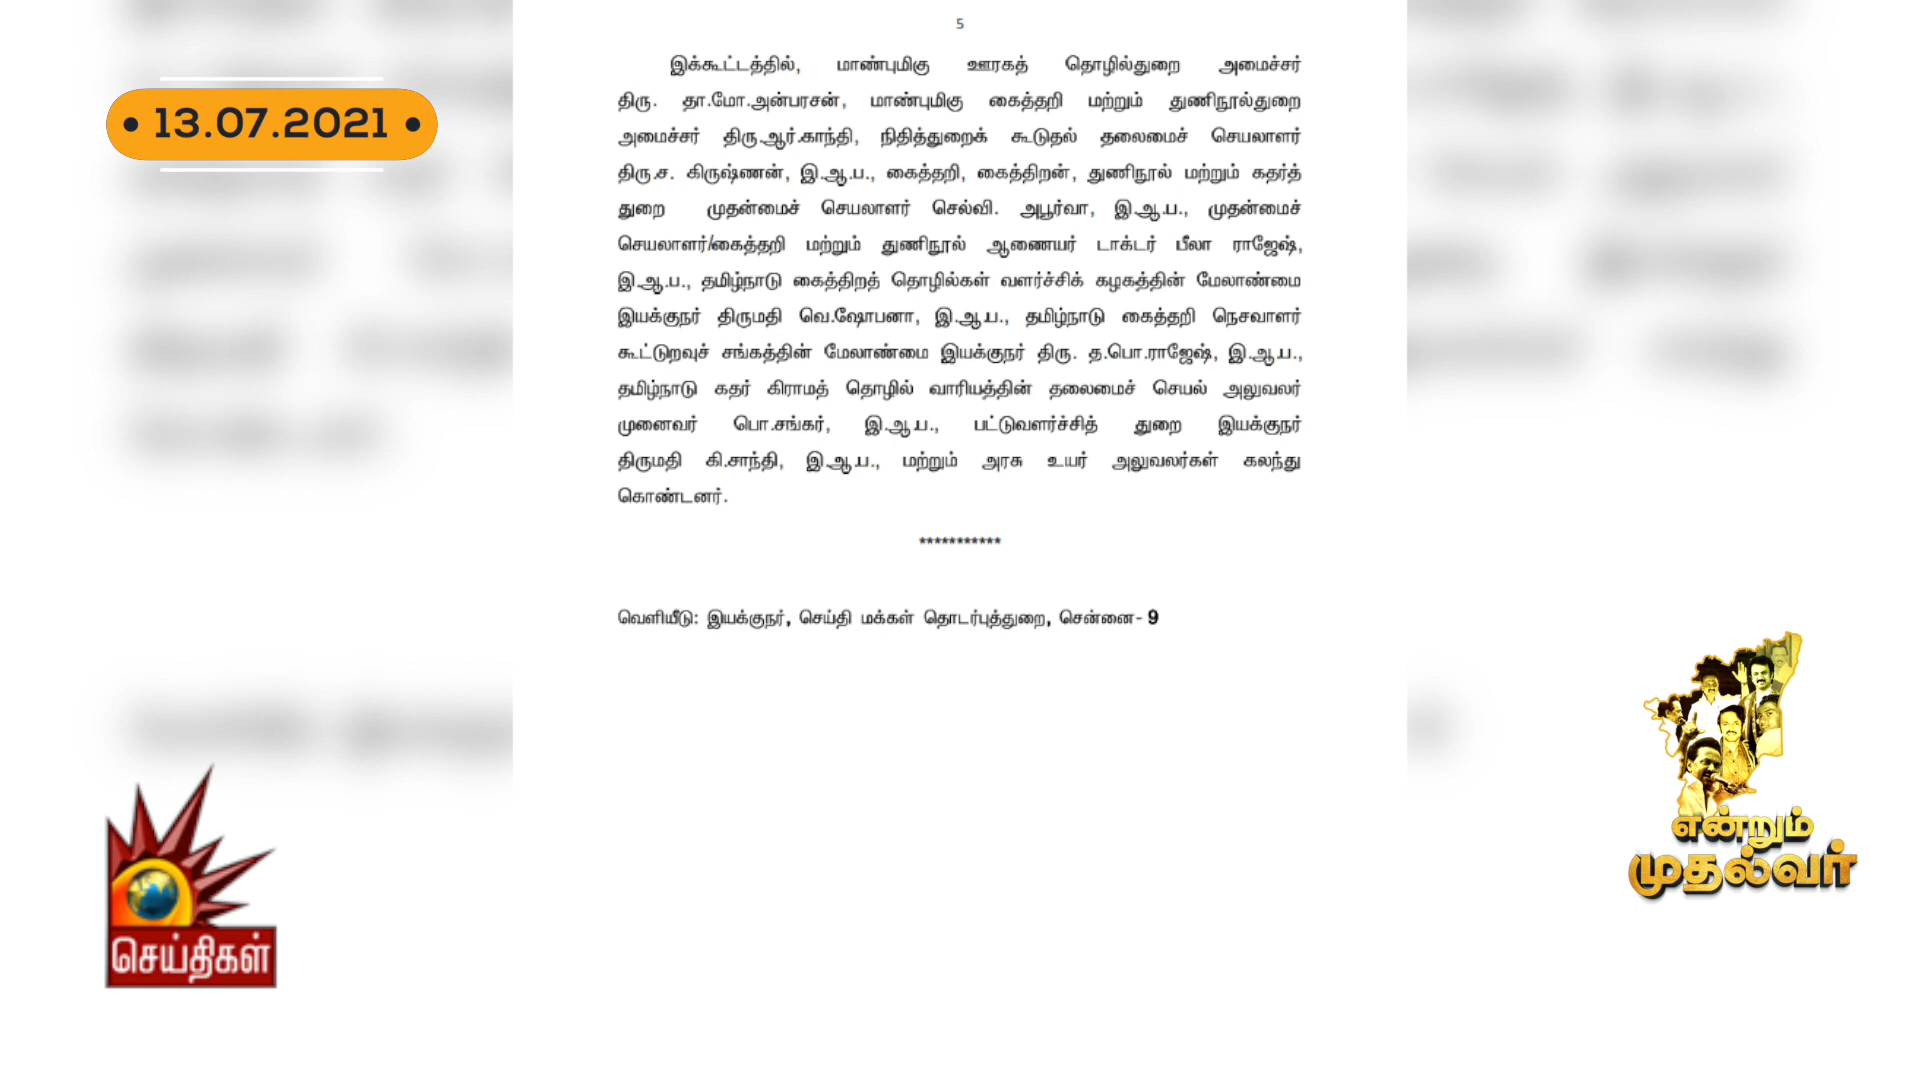 5
13.07.2021
இக்கூட்டத்தில், மாண்புமிகு ஊரகத் தொழில்துறை அமைச்சர்
திரு. தா.மோ.அன்பரசன், மாண்புமிகு கைத்தறி மற்றும் துணிநூல்துறை
அமைச்சர் திரு.ஆர்.காந்தி, நிதித்துறைக் கூடுதல் தலைமைச் செயலாளர்
திரு.ச. கிருஷ்ணன், இ.ஆ.ப., கைத்தறி, கைத்திறன், துணிநூல் மற்றும் கதர்த்
துறை முதன்மைச் செயலாளர் செல்வி. அபூர்வா, இ.ஆ.ப., முதன்மைச்
செயலாளர்/கைத்தறி மற்றும் துணிநூல் ஆணையர் டாக்டர் பீலா ராஜேஷ்,
இ.ஆ.ப., தமிழ்நாடு கைத்திறத் தொழில்கள் வளர்ச்சிக் கழகத்தின் மேலாண்மை
இயக்குநர் திருமதி வெ.ஷோபனா, இ.ஆ.ப., தமிழ்நாடு கைத்தறி நெசவாளர்
கூட்டுறவுச் சங்கத்தின் மேலாண்மை இயக்குநர் திரு. த.பொ.ராஜேஷ், இ.ஆ.ப.,
தமிழ்நாடு கதர் கிராமத் தொழில் வாரியத்தின் தலைமைச் செயல் அலுவலர்
முனைவர் பொ.சங்கர், இ.ஆ.ப., பட்டுவளர்ச்சித் துறை இயக்குநர்
திருமதி கி.சாந்தி, இ.ஆ.ப., மற்றும் அரசு உயர் அலுவலர்கள் கலந்து
கொண்டனர்.
***********
வெளியீடு: இயக்குநர், செய்தி மக்கள் தொடர்புத்துறை, சென்னை- 9
என்றும்
முதல்வர்
செய்திகள்